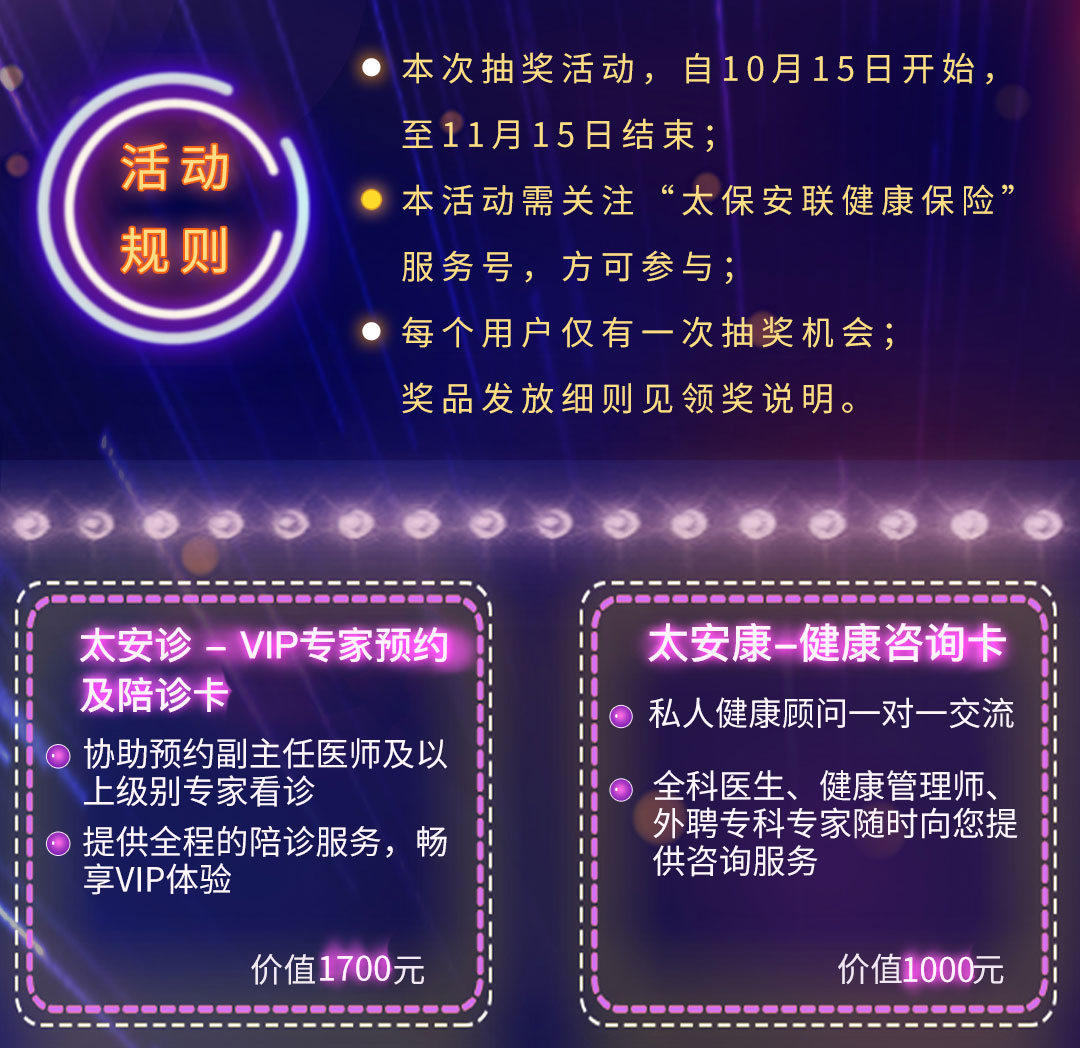 活动
规则
本次抽奖活动，自10月15日开始，
至11月15日结束；
本活动需关注“太保安联健康保险”
服务号，方可参与；
每个用户仅有一次抽奖机会；
奖品发放细则见领奖说明。
太安诊 – VIP专家预约
及陪诊卡
协助预约副主任医师及以
上级别专家看诊
提供全程的陪诊服务，畅
享VIP体验
价值1700元
太安康–健康咨询卡
私人健康顾问一对一交流
全科医生、健康管理师、
外聘专科专家随时向您提
供咨询服务
价值1000元